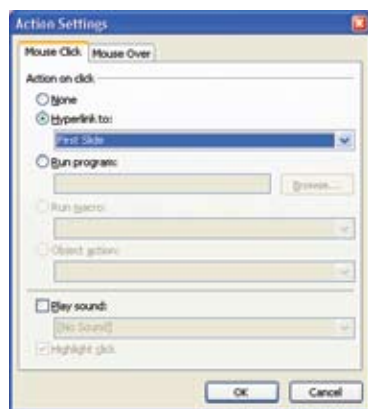 Action Settings
Mouse Click Mouse Over
Action on click
None
Hyperlink to:
First Slide
Run program:
Browse...
Run macro:
Object action:
Play sound:
[No Sound]
Highlight click
OK Cancel